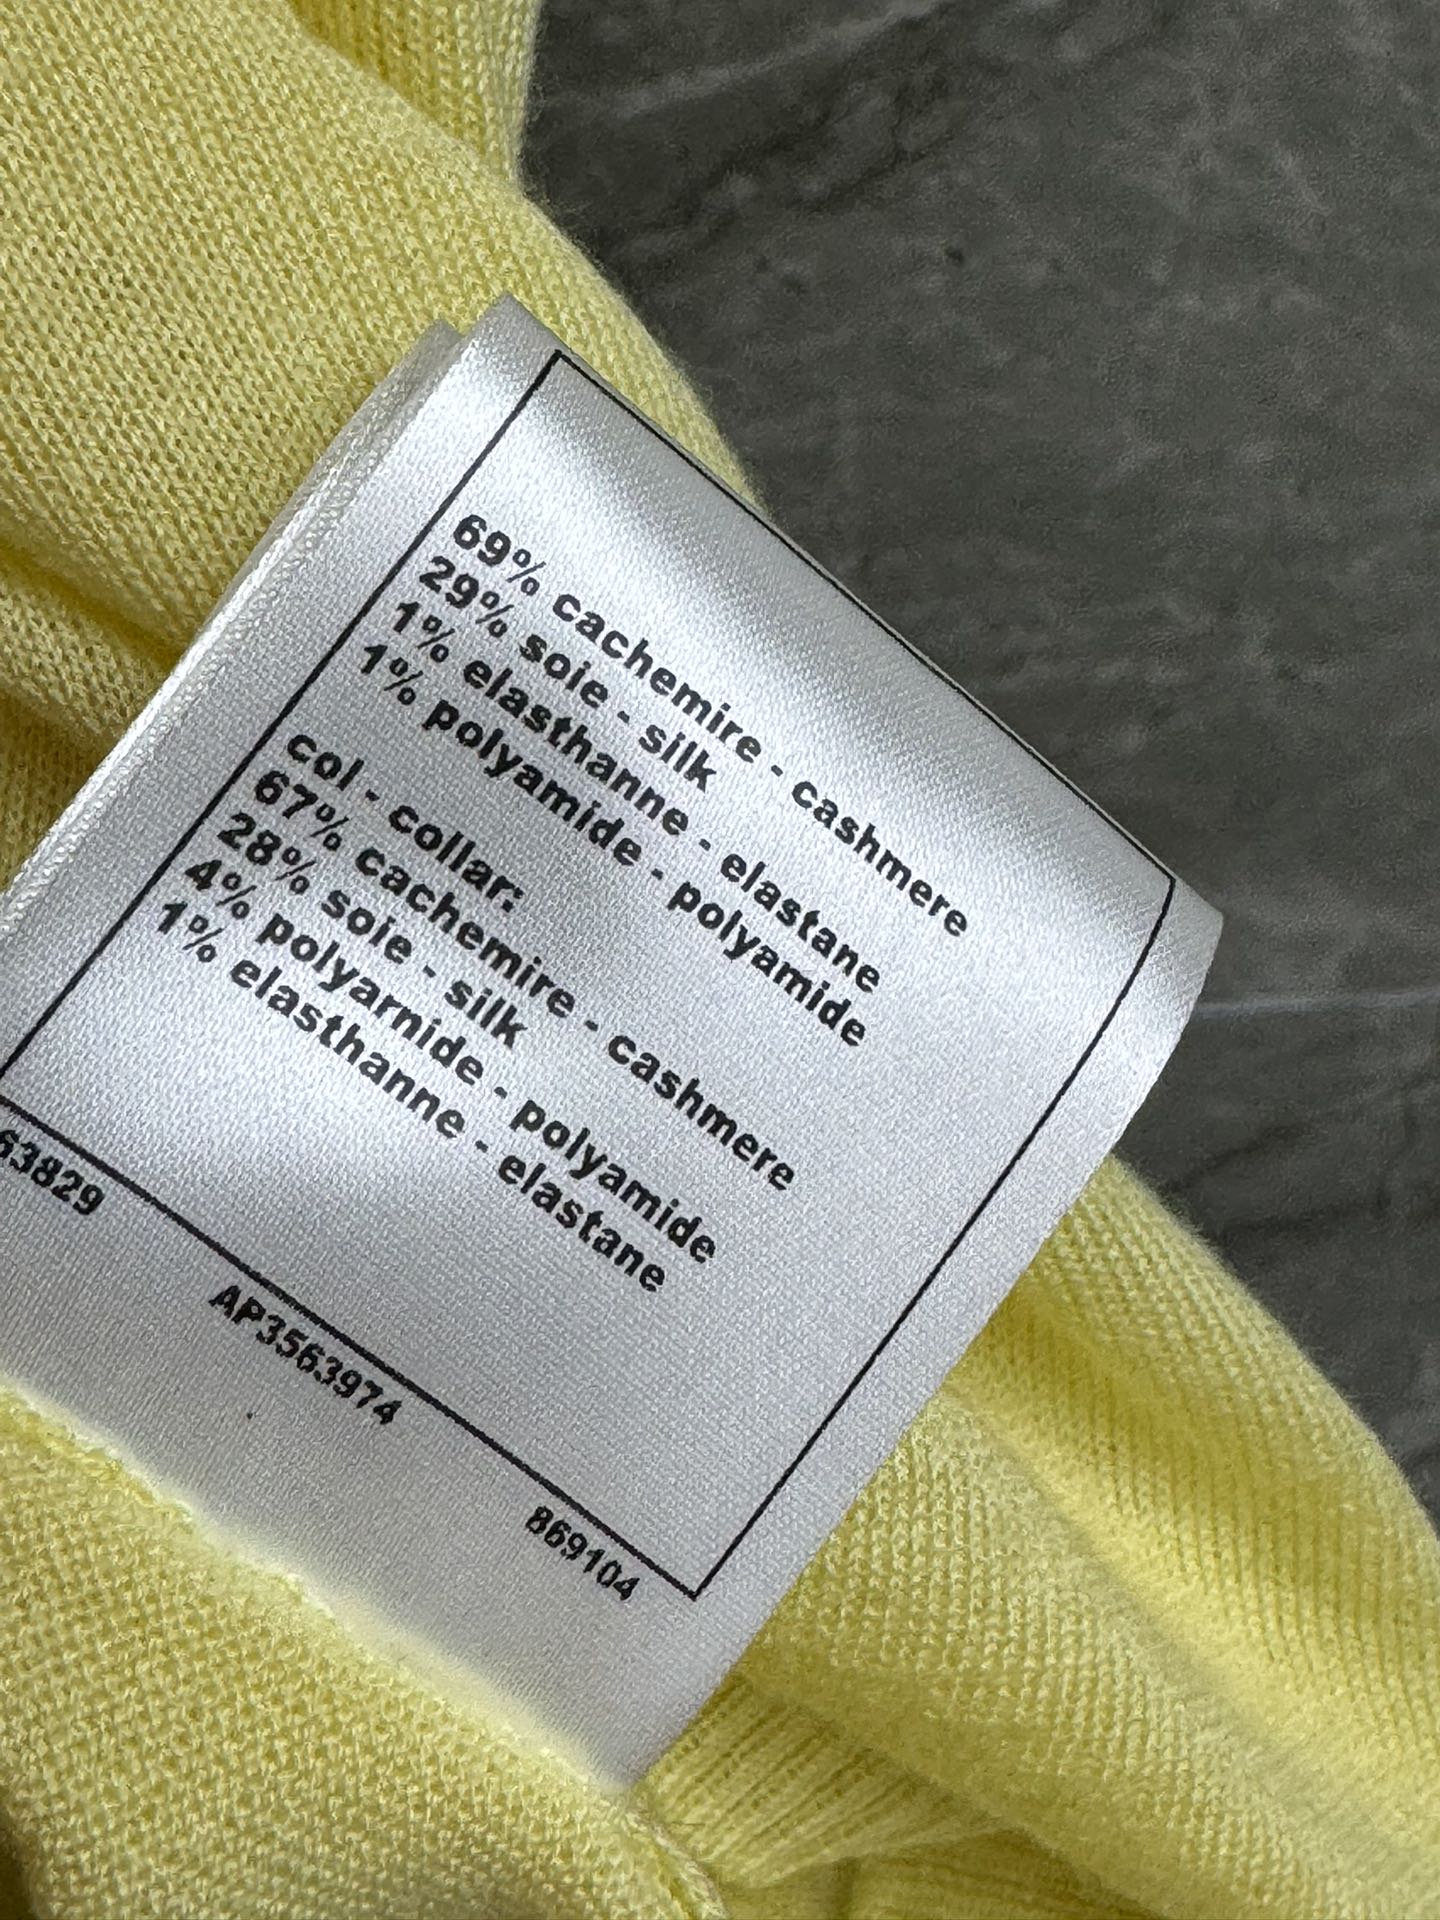 69% cachemire - cashmere
29% soie - silk
1% elasthanne - elastane
1% polyamide - polyamide
col - collar:
67% cachemire - cashmere
28% soie - silk
4% polyarnide - polyamide
1% elasthanne - elastane
63829 AP3563974 869104